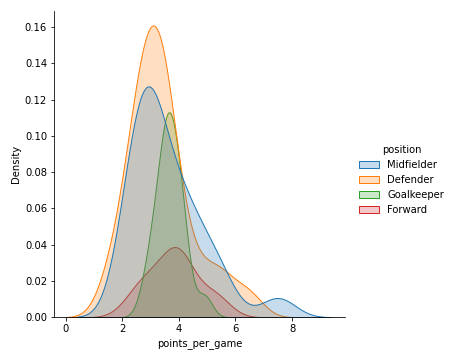 0.16
0.14
0.12
0.10
0.08
0.06
0.04
0.02
0.00
Density
0 2 4 6 8
points_per_game
position
Midfielder
Defender
Goalkeeper
Forward